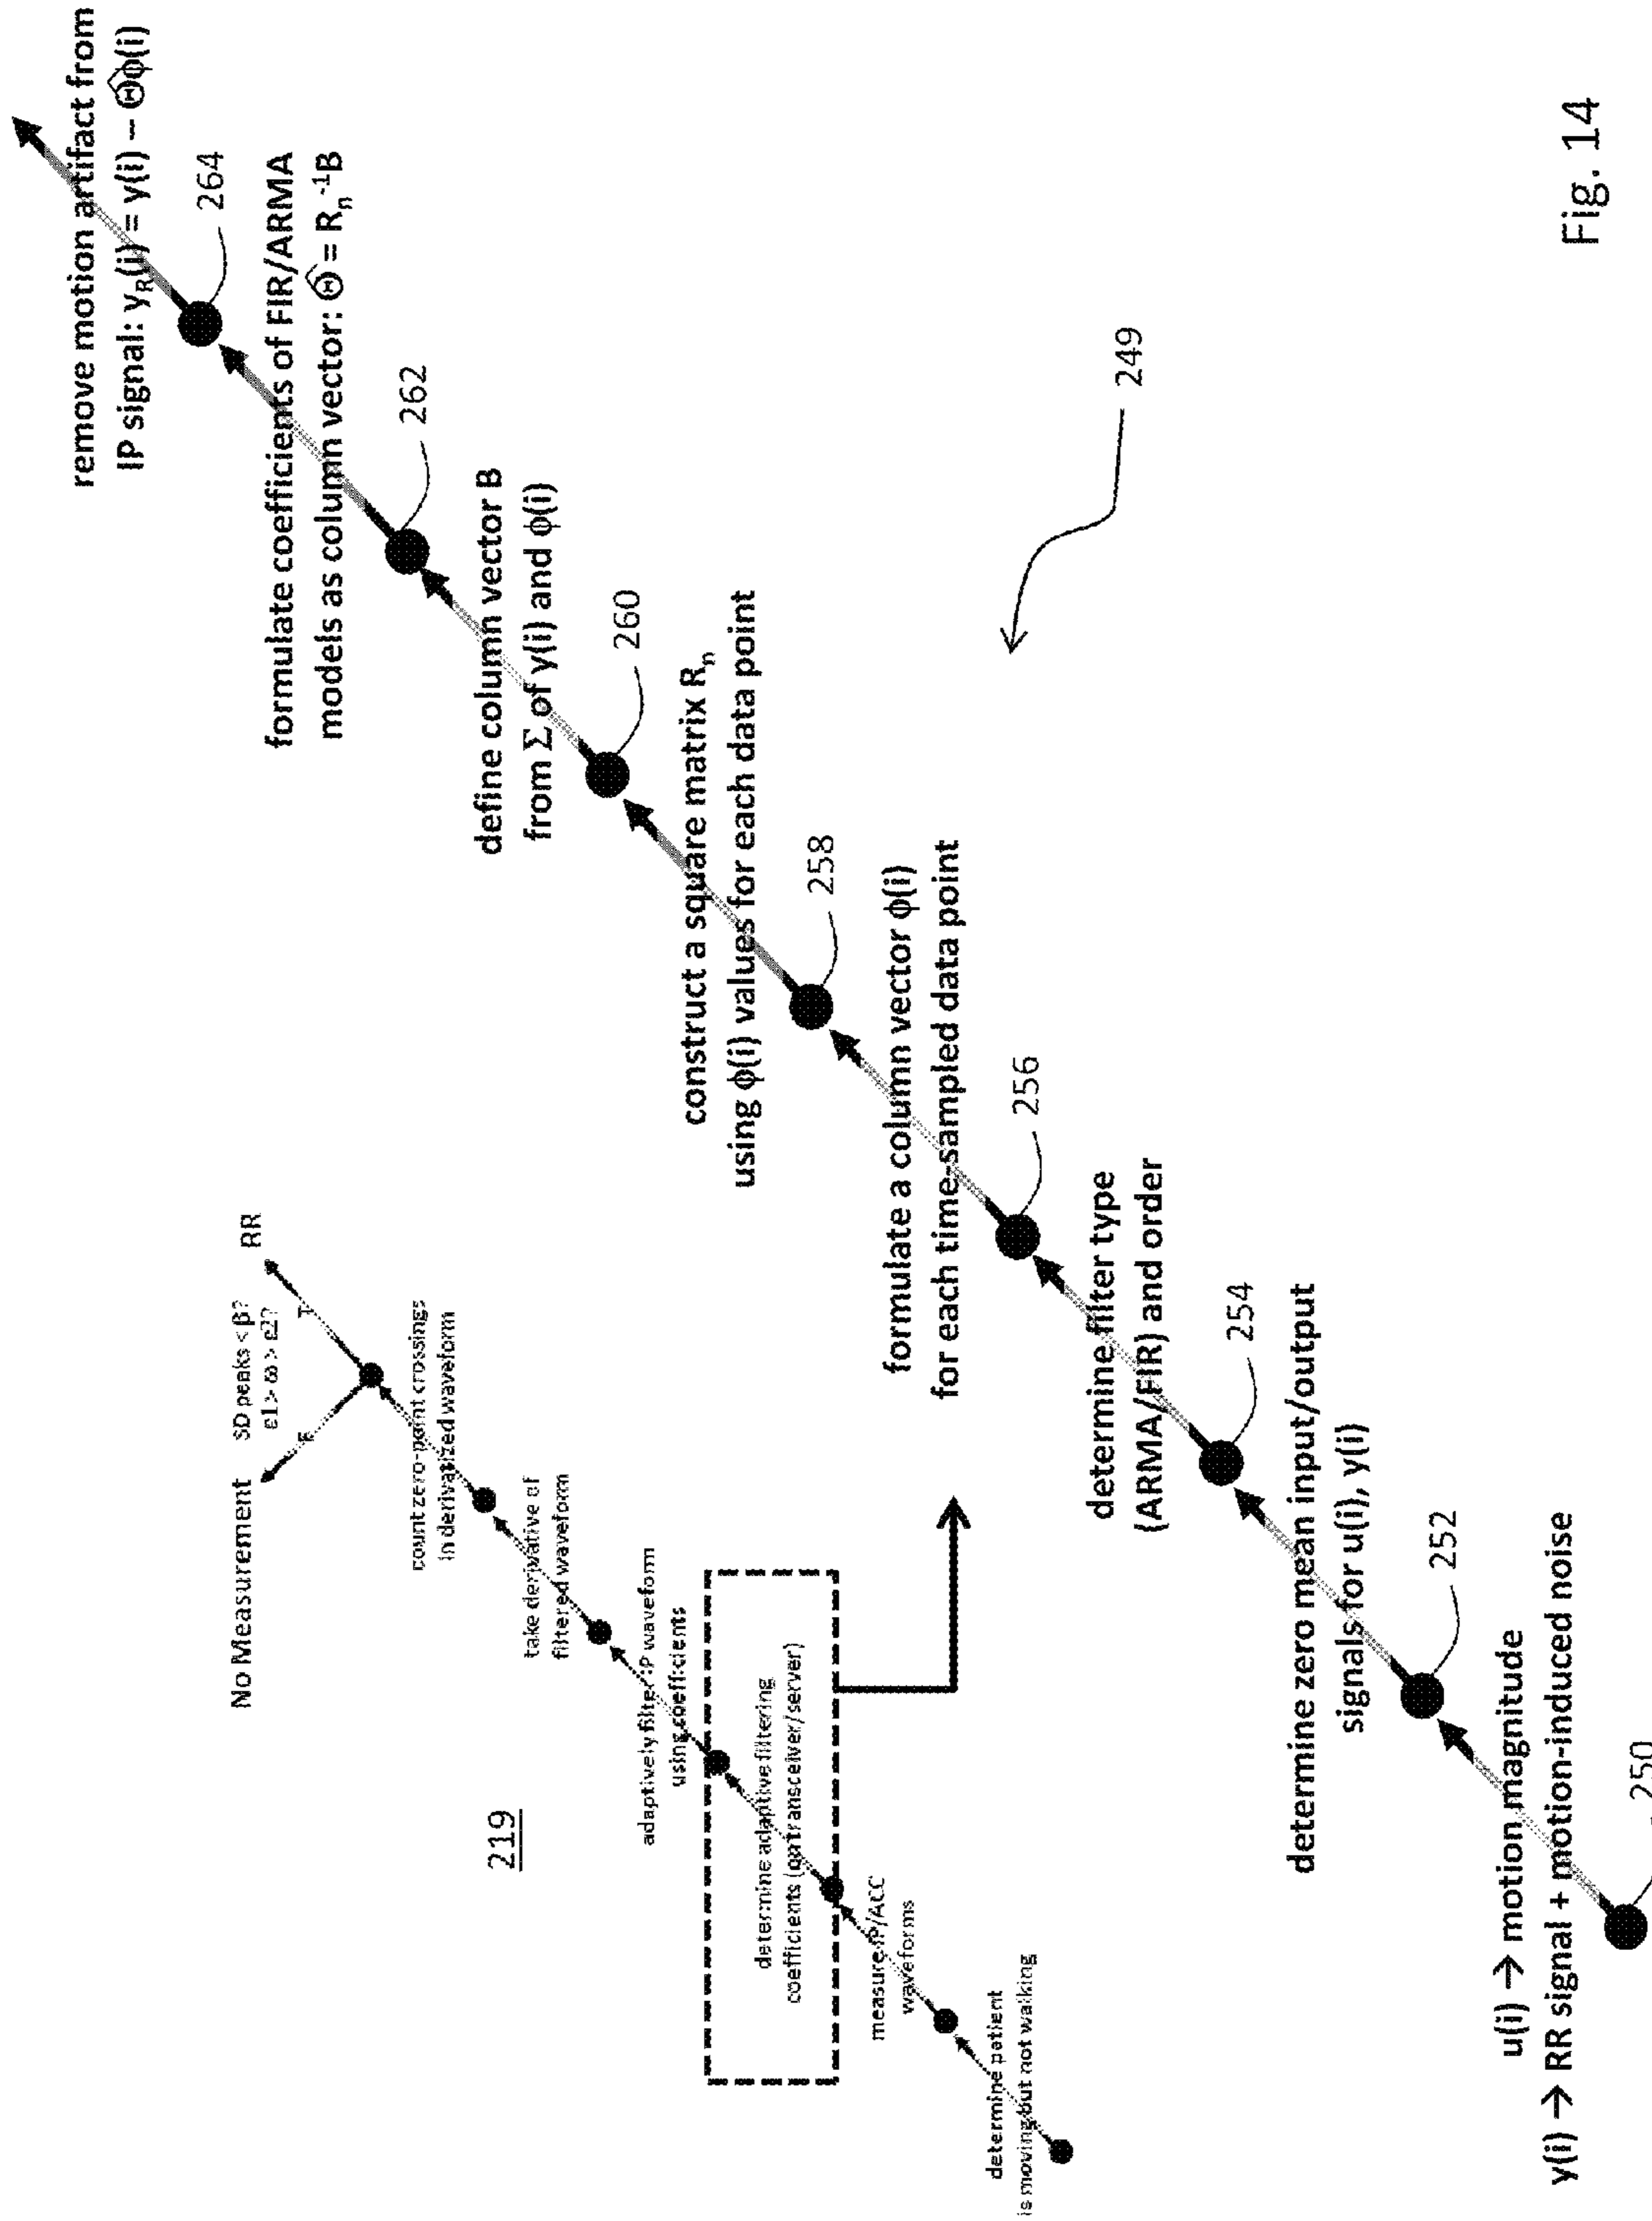 219
No Measurement
SD peaks < β?
ε1 > ω > ε2?
RR
F
T
count zero-point crossings
in derivatized waveform
take derivative of
filtered waveform
adaptively filter IP waveform
using coefficients
determine adaptive filtering
coefficients (on transceiver/server)
measure IP/ACC
waveforms
determine patient
is moving but not walking
remove motion artifact from
IP signal: yR(i) = y(i) – Θ̂ϕ(i)
264
formulate coefficients of FIR/ARMA
models as column vector: Θ̂ = Rn⁻¹B
262
define column vector B
from Σ of y(i) and ϕ(i)
260
construct a square matrix Rn
using ϕ(i) values for each data point
258
formulate a column vector ϕ(i)
for each time-sampled data point
256
determine filter type
(ARMA/FIR) and order
254
determine zero mean input/output
signals for u(i), y(i)
252
u(i) → motion magnitude
y(i) → RR signal + motion-induced noise
250
249
Fig. 14